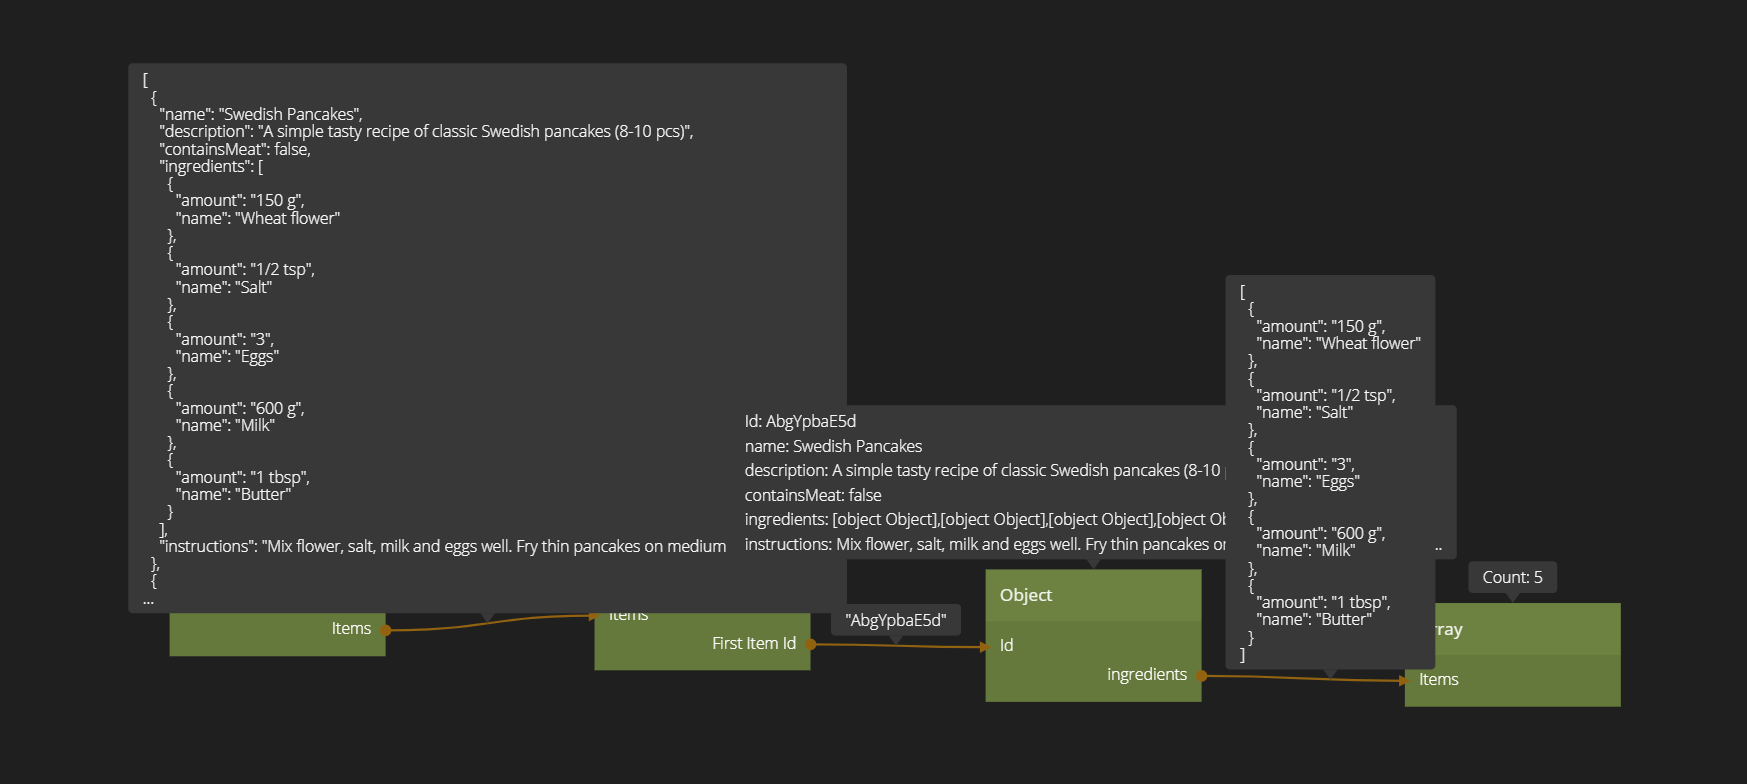 [
{
"name": "Swedish Pancakes",
"description": "A simple tasty recipe of classic Swedish pancakes (8-10 pcs)",
"containsMeat": false,
"ingredients": [
{
"amount": "150 g",
"name": "Wheat flower"
},
{
"amount": "1/2 tsp",
"name": "Salt"
},
{
"amount": "3",
"name": "Eggs"
},
{
"amount": "600 g",
"name": "Milk"
},
{
"amount": "1 tbsp",
"name": "Butter"
}
],
"instructions": "Mix flower, salt, milk and eggs well. Fry thin pancakes on medium
},
{
...
Items
Items
First Item Id
"AbgYpbaE5d"
Id: AbgYpbaE5d
name: Swedish Pancakes
description: A simple tasty recipe of classic Swedish pancakes (8-10
containsMeat: false
ingredients: [object Object],[object Object],[object Object],[object Ob
instructions: Mix flower, salt, milk and eggs well. Fry thin pancakes or
..
Object
Id
ingredients
[
{
"amount": "150 g",
"name": "Wheat flower"
},
{
"amount": "1/2 tsp",
"name": "Salt"
},
{
"amount": "3",
"name": "Eggs"
},
{
"amount": "600 g",
"name": "Milk"
},
{
"amount": "1 tbsp",
"name": "Butter"
}
]
Count: 5
rray
Items